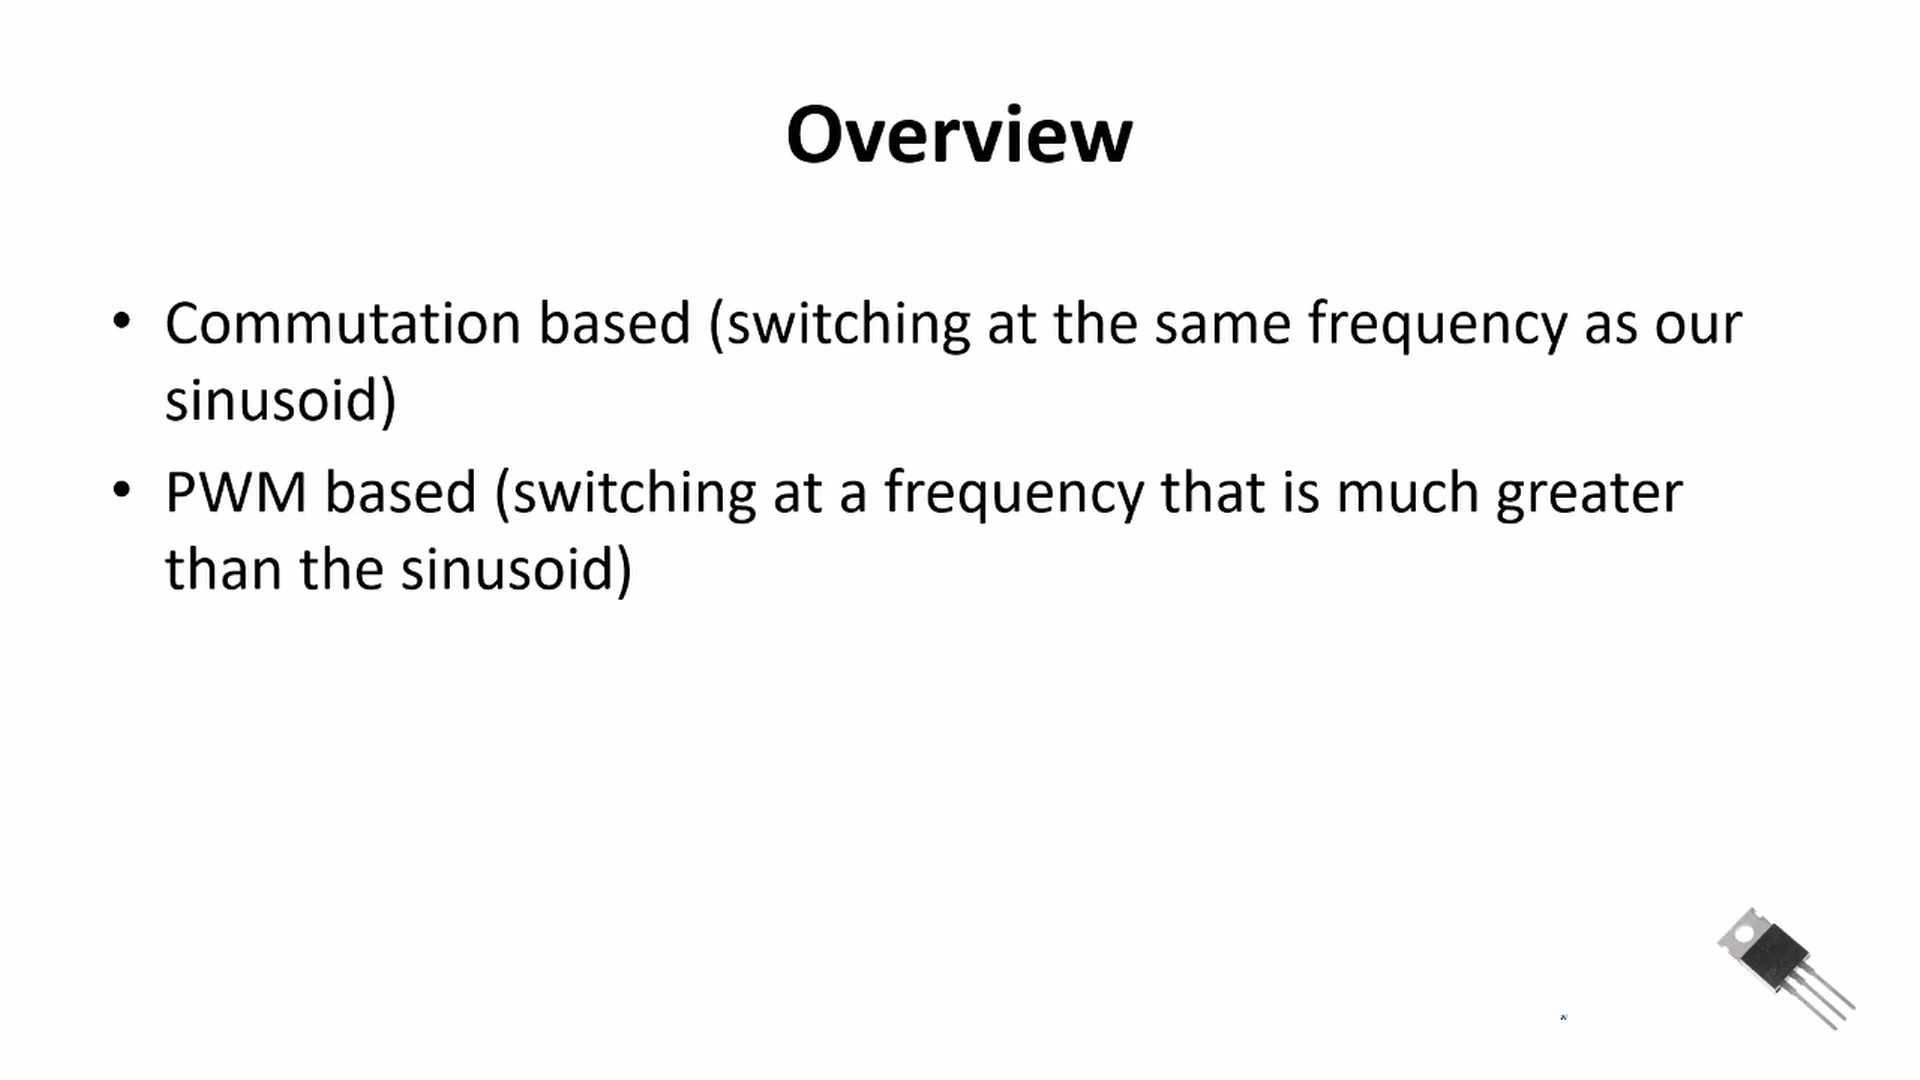 Overview
• Commutation based (switching at the same frequency as our
sinusoid)
• PWM based (switching at a frequency that is much greater
than the sinusoid)